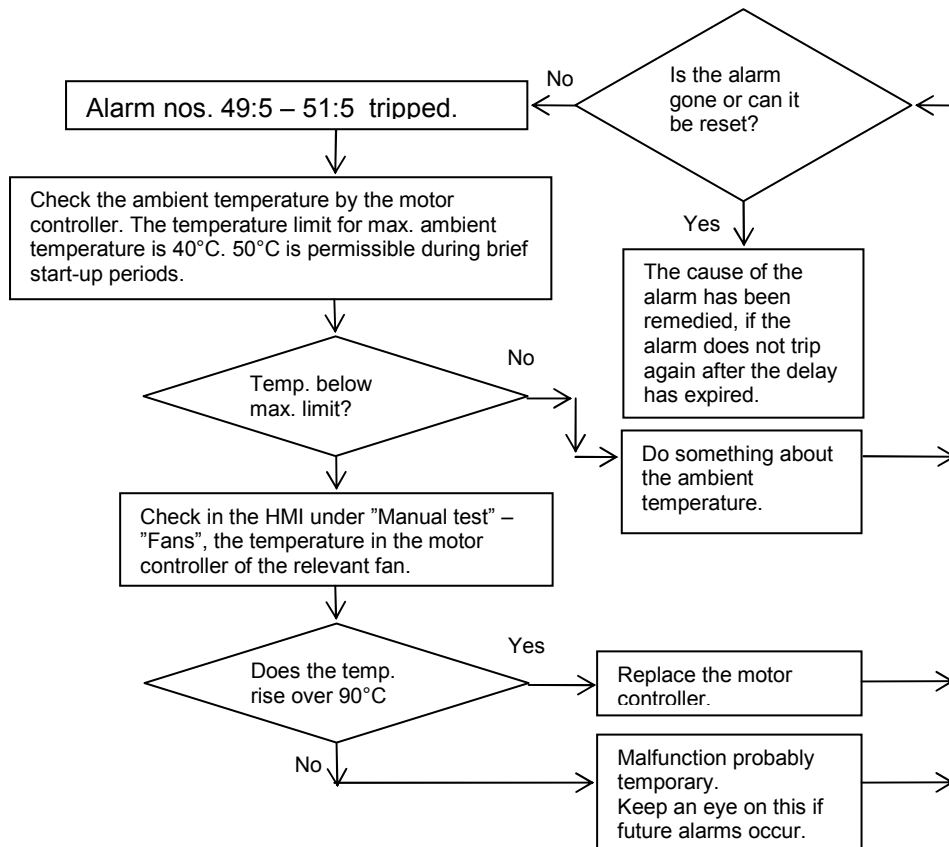 Is the alarm
gone or can it
be reset?
No
Alarm nos. 49:5 – 51:5 tripped.
Check the ambient temperature by the motor
controller. The temperature limit for max. ambient
temperature is 40°C. 50°C is permissible during brief
start-up periods.
Yes
The cause of the
alarm has been
remedied, if the
alarm does not trip
again after the delay
has expired.
Temp. below
max. limit?
No
Do something about
the ambient
temperature.
Check in the HMI under ”Manual test” –
”Fans”, the temperature in the motor
controller of the relevant fan.
Does the temp.
rise over 90°C
Yes
Replace the motor
controller.
No
Malfunction probably
temporary.
Keep an eye on this if
future alarms occur.